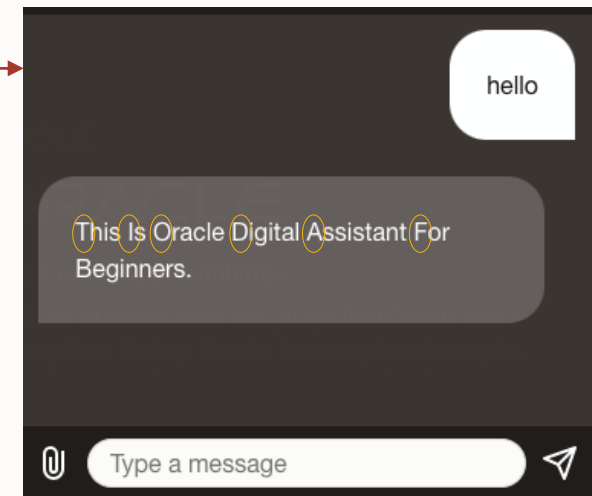 hello
This Is Oracle Digital Assistant For
Beginners.
Type a message